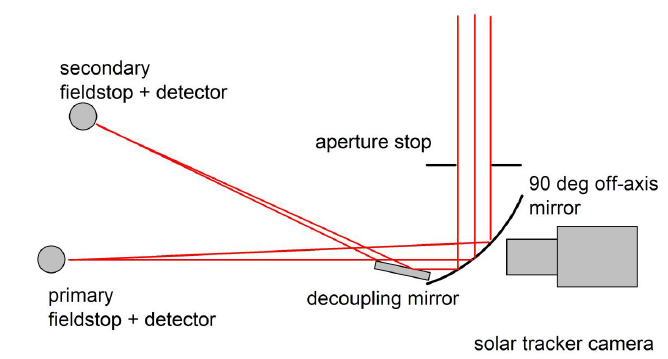 secondary
fieldstop + detector
aperture stop
90 deg off-axis
mirror
decoupling mirror
primary
fieldstop + detector
solar tracker camera